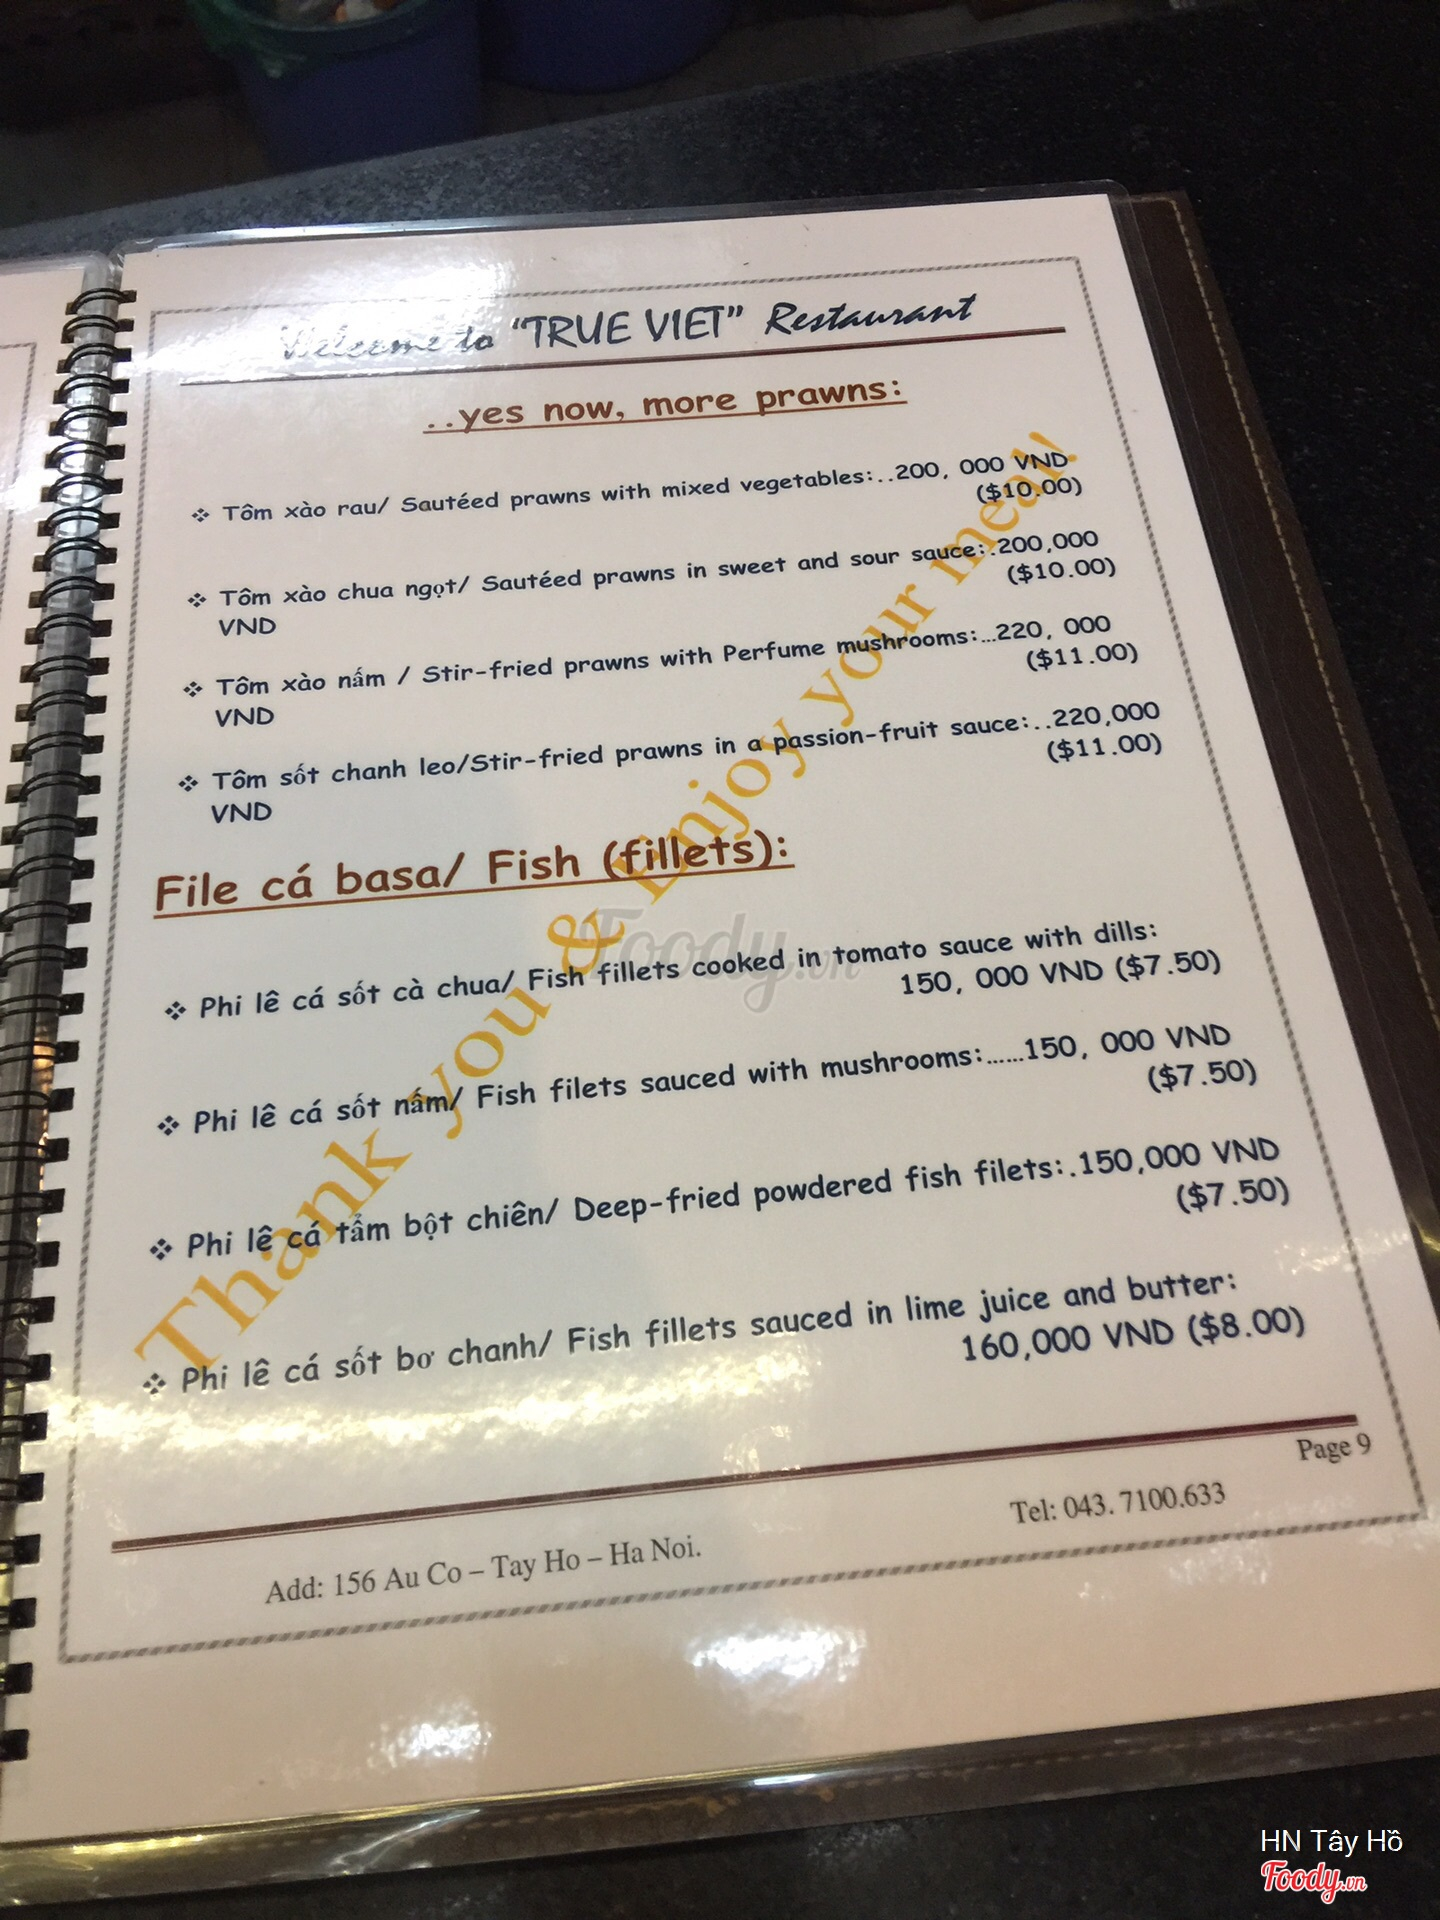 Welcome to "TRUE VIET" Restaurant
..yes now, more prawns:
❖ Tôm xào rau/ Sautéed prawns with mixed vegetables:..200, 000 VND
($10.00)
❖ Tôm xào chua ngọt/ Sautéed prawns in sweet and sour sauce:.200,000
VND ($10.00)
❖ Tôm xào nấm / Stir-fried prawns with Perfume mushrooms:...220, 000
VND ($11.00)
❖ Tôm sốt chanh leo/Stir-fried prawns in a passion-fruit sauce:..220,000
VND ($11.00)
File cá basa/ Fish (fillets):
❖ Phi lê cá sốt cà chua/ Fish fillets cooked in tomato sauce with dills:
150, 000 VND ($7.50)
❖ Phi lê cá sốt nấm/ Fish filets sauced with mushrooms:......150, 000 VND
($7.50)
❖ Phi lê cá tẩm bột chiên/ Deep-fried powdered fish filets:.150,000 VND
($7.50)
❖ Phi lê cá sốt bơ chanh/ Fish fillets sauced in lime juice and butter:
160,000 VND ($8.00)
Thank you & Enjoy your meal!
Foody.vn
Page 9
Add: 156 Au Co – Tay Ho – Ha Noi. Tel: 043. 7100.633
HN Tây Hồ
Foody.vn